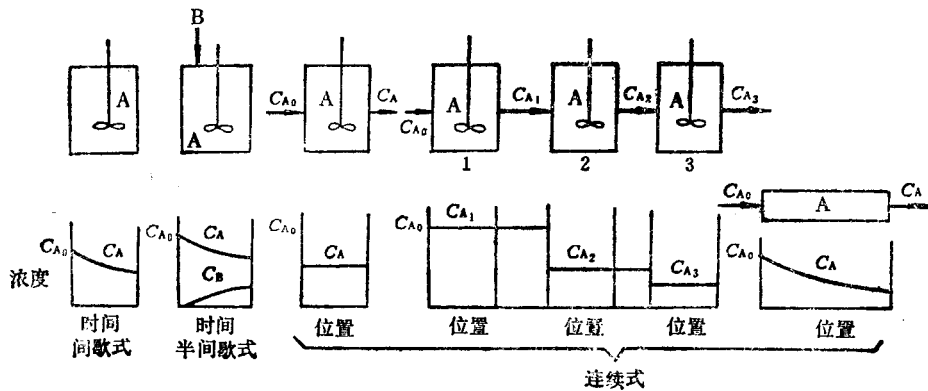 B
A
A
C_{A0} A C_A
C_{A0} A C_{A1} A C_{A2} A C_{A3}
1 2 3
C_{A0} A C_A
浓度
C_{A0} C_A
时间
间歇式
C_{A0} C_A
C_B
时间
半间歇式
C_{A0} C_A
位置
C_{A0} C_{A1}
位置
C_{A2}
位置
C_{A3}
位置
C_{A0} C_A
位置
连续式